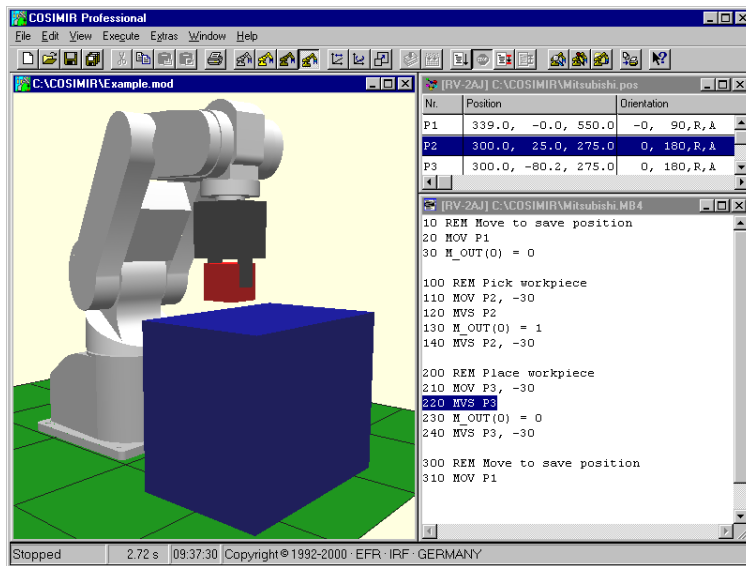 COSIMIR Professional
File Edit View Execute Extras Window Help
C:\COSIMIR\Example.mod
[RV-2AJ] C:\COSIMIR\Mitsubishi.pos
Nr. Position Orientation
P1 339.0, -0.0, 550.0 -0, 90,R,A
P2 300.0, 25.0, 275.0 0, 180,R,A
P3 300.0, -80.2, 275.0 0, 180,R,A
[RV-2AJ] C:\COSIMIR\Mitsubishi.MB4
10 REM Move to save position
20 MOV P1
30 M_OUT(0) = 0
100 REM Pick workpiece
110 MOV P2, -30
120 MVS P2
130 M_OUT(0) = 1
140 MVS P2, -30
200 REM Place workpiece
210 MOV P3, -30
220 MVS P3
230 M_OUT(0) = 0
240 MVS P3, -30
300 REM Move to save position
310 MOV P1
Stopped 2.72 s 09:37:30 Copyright © 1992-2000 · EFR · IRF · GERMANY